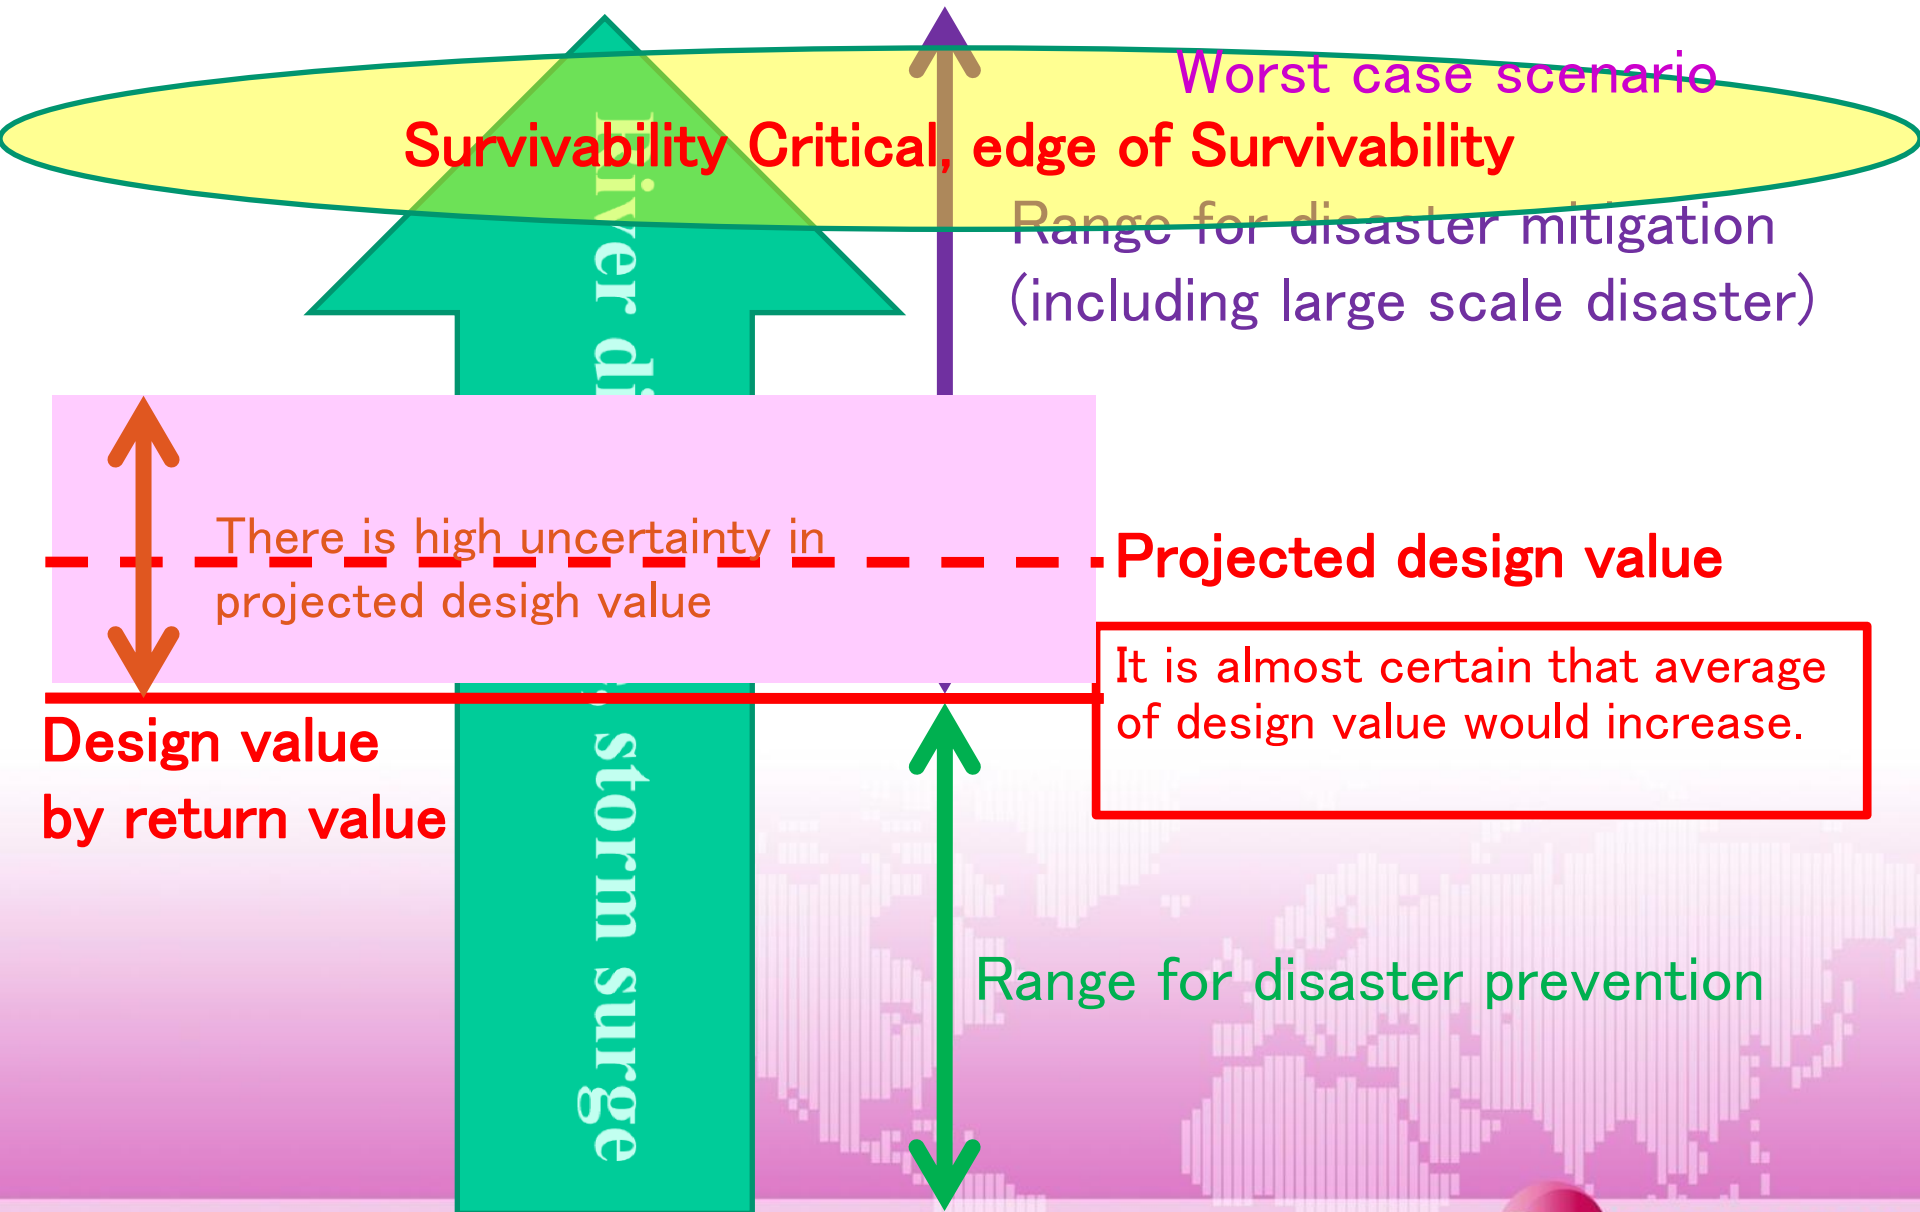 Worst case scenario
Survivability Critical, edge of Survivability
Range for disaster mitigation
(including large scale disaster)
River di
There is high uncertainty in
projected desigh value
Projected design value
It is almost certain that average
of design value would increase.
Design value
by return value
storm surge
Range for disaster prevention